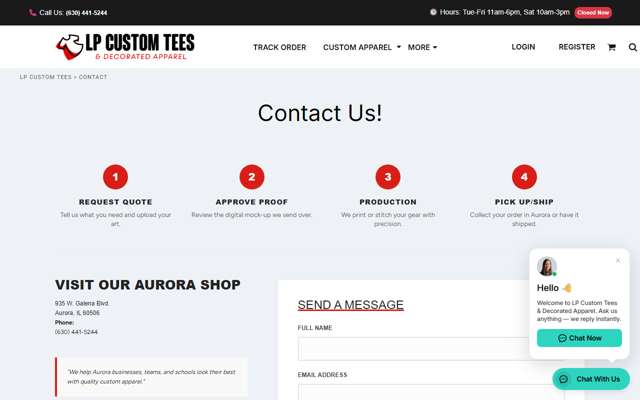 Call Us: (630) 441-5244
Hours: Tue-Fri 11am-6pm, Sat 10am-3pm Closed Now
LP CUSTOM TEES
& DECORATED APPAREL
TRACK ORDER CUSTOM APPAREL MORE LOGIN REGISTER
LP CUSTOM TEES > CONTACT
Contact Us!
1 2 3 4
REQUEST QUOTE APPROVE PROOF PRODUCTION PICK UP/SHIP
Tell us what you need and upload your art.
Review the digital mock-up we send over.
We print or stitch your gear with precision.
Collect your order in Aurora or have it shipped.
VISIT OUR AURORA SHOP
935 W. Galena Blvd.
Aurora, IL 60506
Phone:
(630) 441-5244
"We help Aurora businesses, teams, and schools look their best
with quality custom apparel."
SEND A MESSAGE
FULL NAME
EMAIL ADDRESS
Hello 👋
Welcome to LP Custom Tees
& Decorated Apparel. Ask us
anything — we reply instantly.
Chat Now
Chat With Us